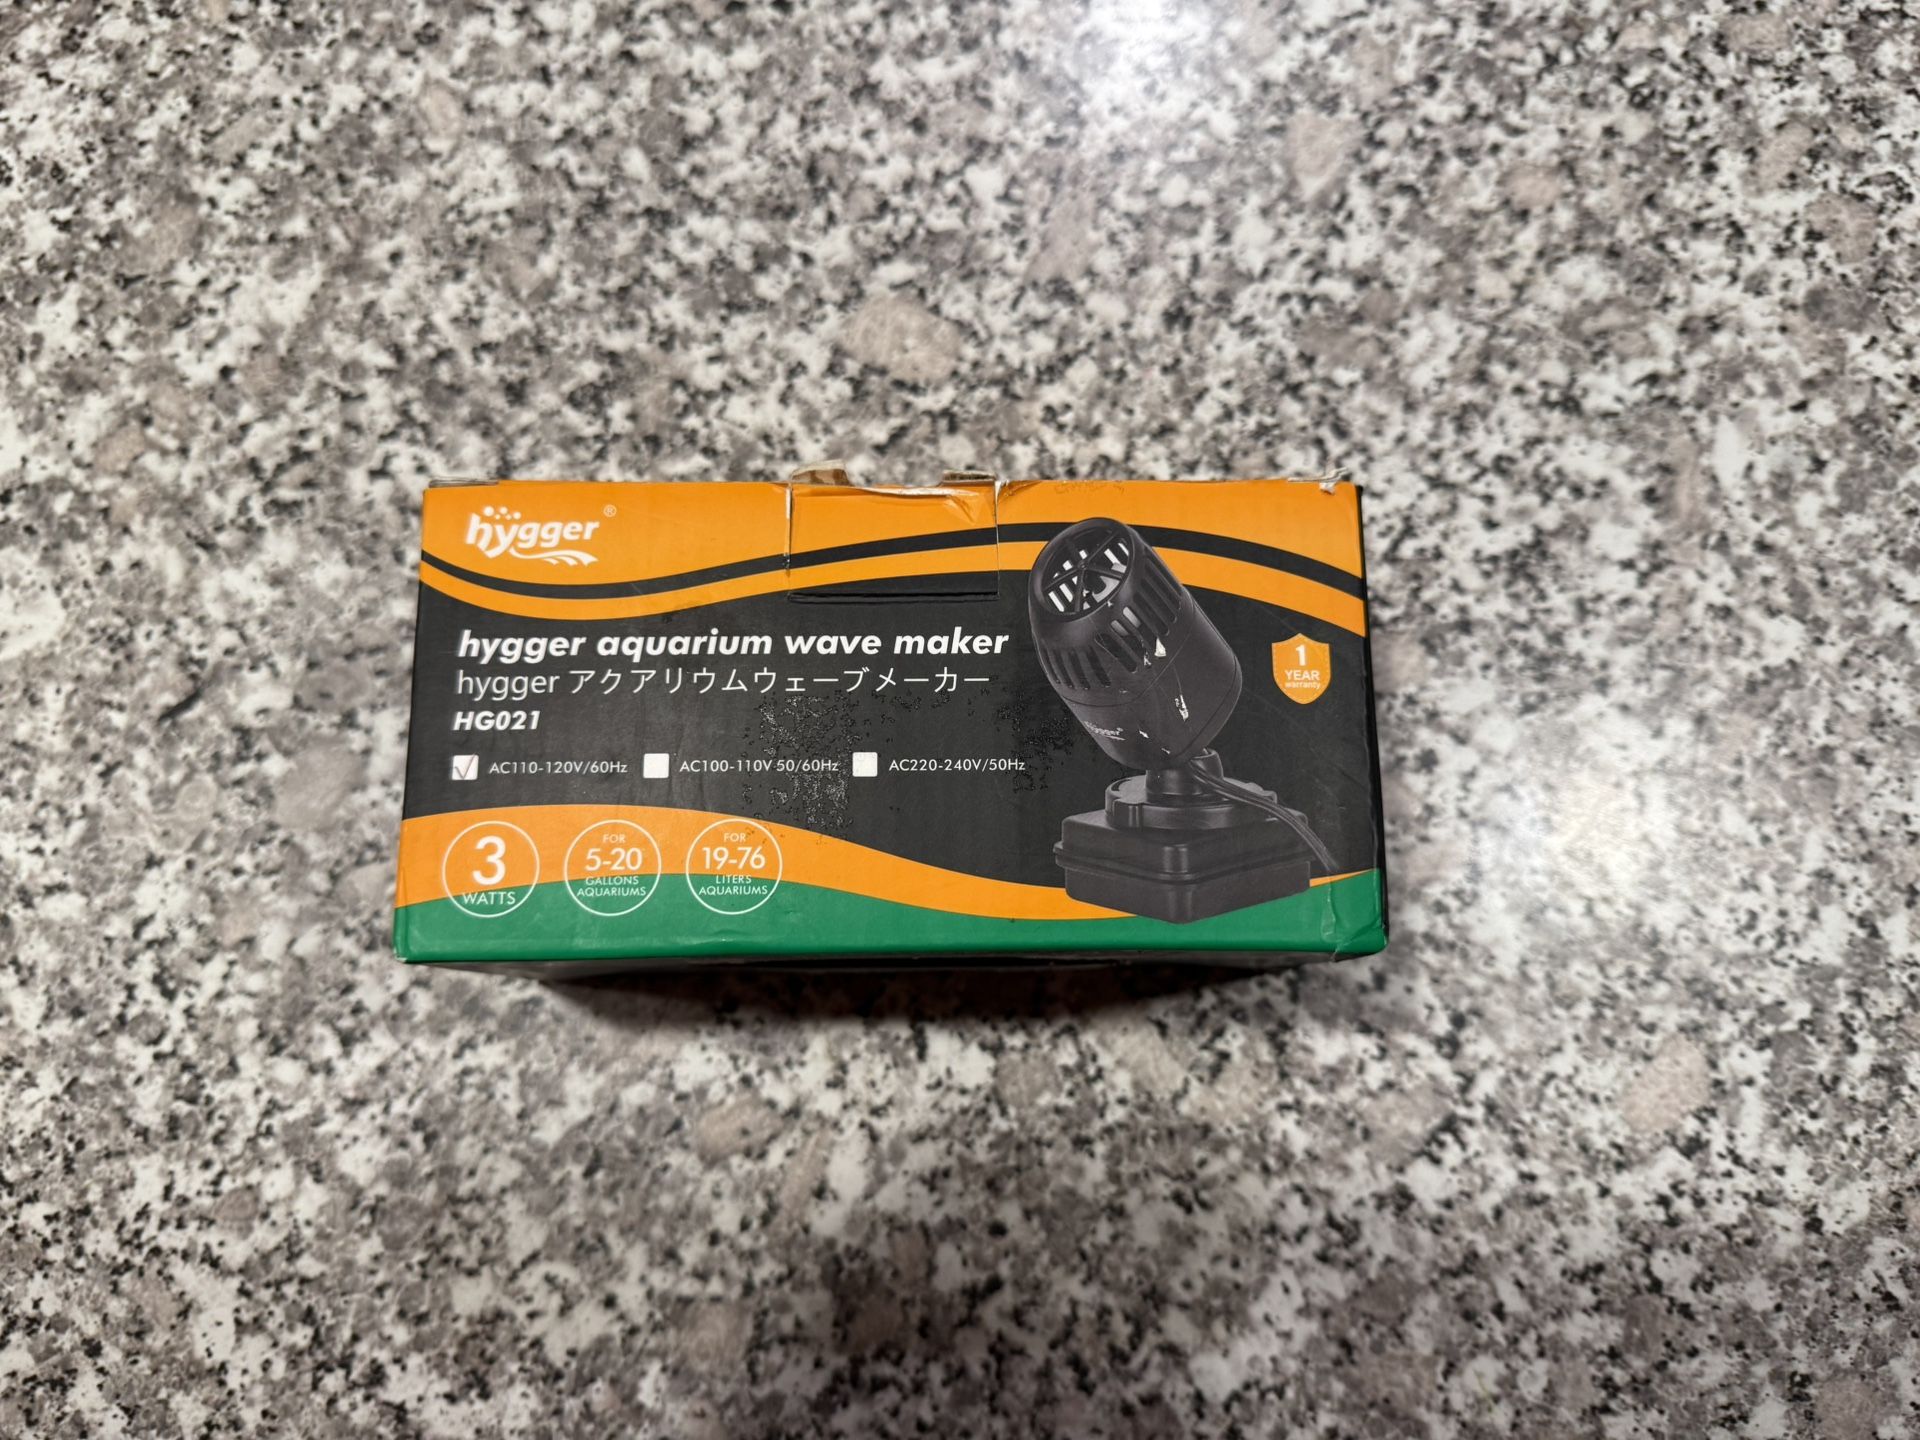 hygger®
hygger aquarium wave maker
hygger アクアリウムウェーブメーカー
HG021
AC110-120V/60Hz AC100-110V 50/60Hz AC220-240V/50Hz
3
WATTS
FOR
5-20
GALLONS
AQUARIUMS
FOR
19-76
LITERS
AQUARIUMS
hygger®
1
YEAR
warranty